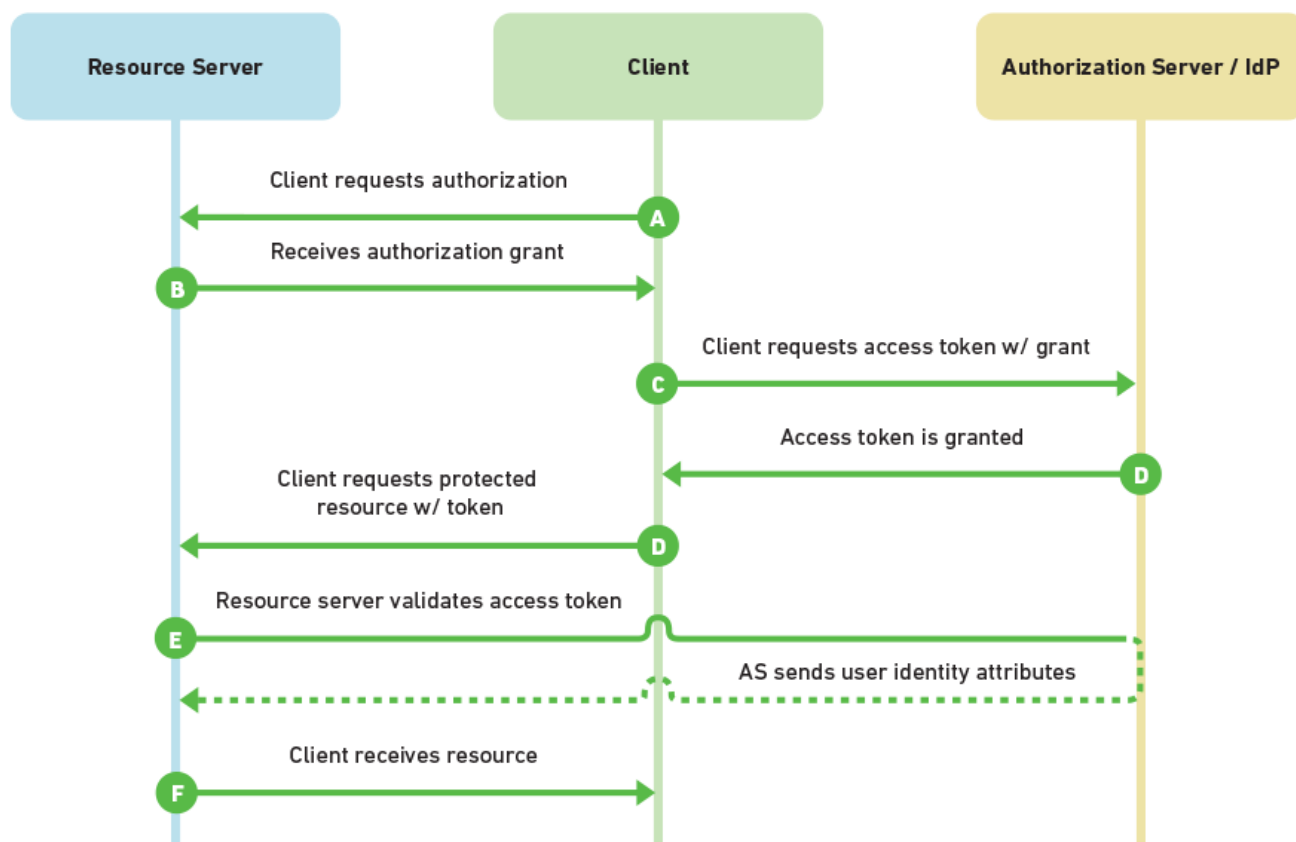 Resource Server
Client
Authorization Server / IdP
Client requests authorization
A
Receives authorization grant
B
Client requests access token w/ grant
C
Access token is granted
D
Client requests protected
resource w/ token
D
Resource server validates access token
E
AS sends user identity attributes
Client receives resource
F